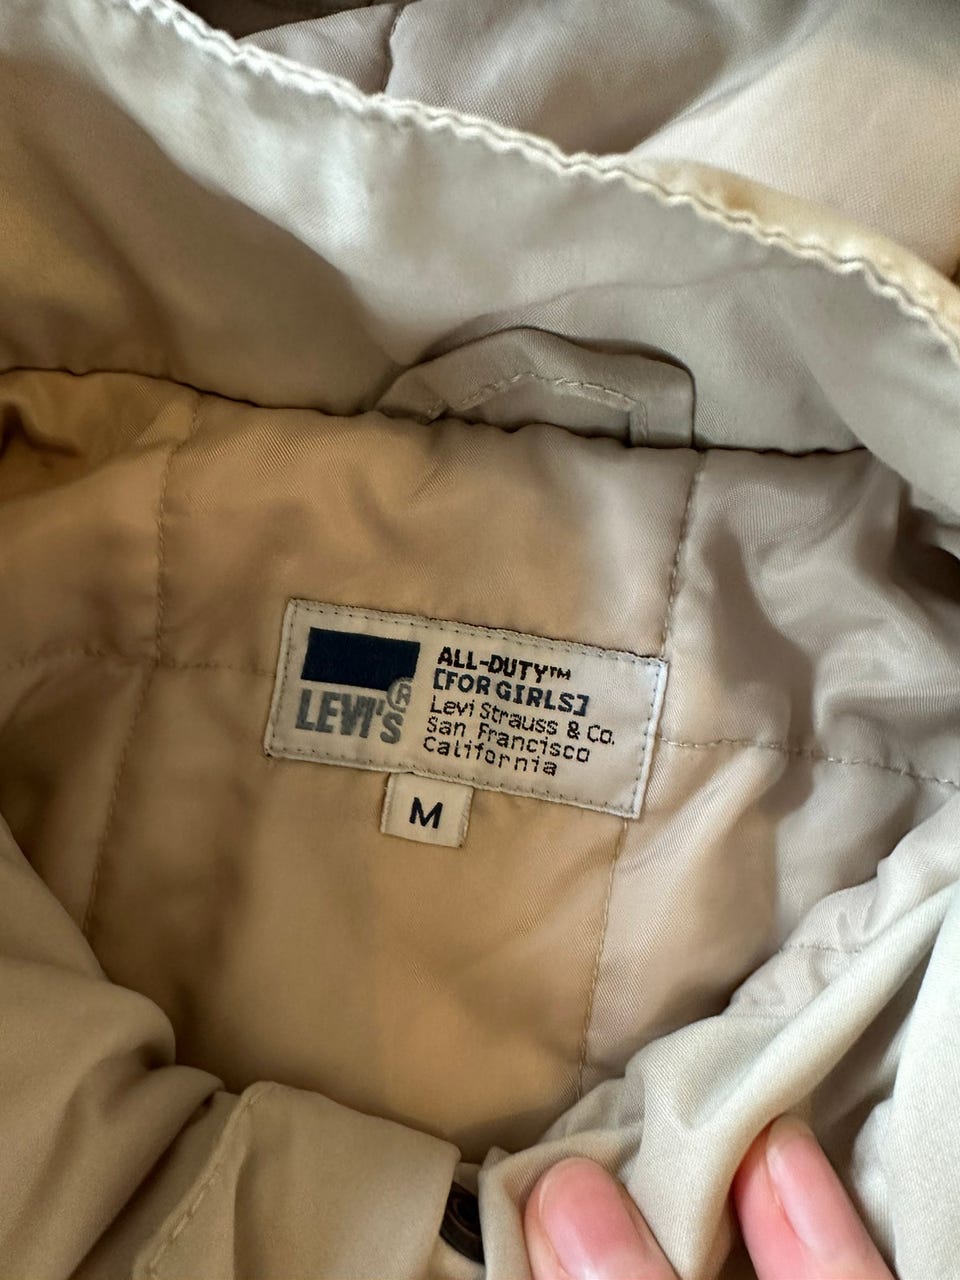 LEVI'S®
ALL-DUTY™
[FOR GIRLS]
Levi Strauss & Co.
San Francisco
California
M